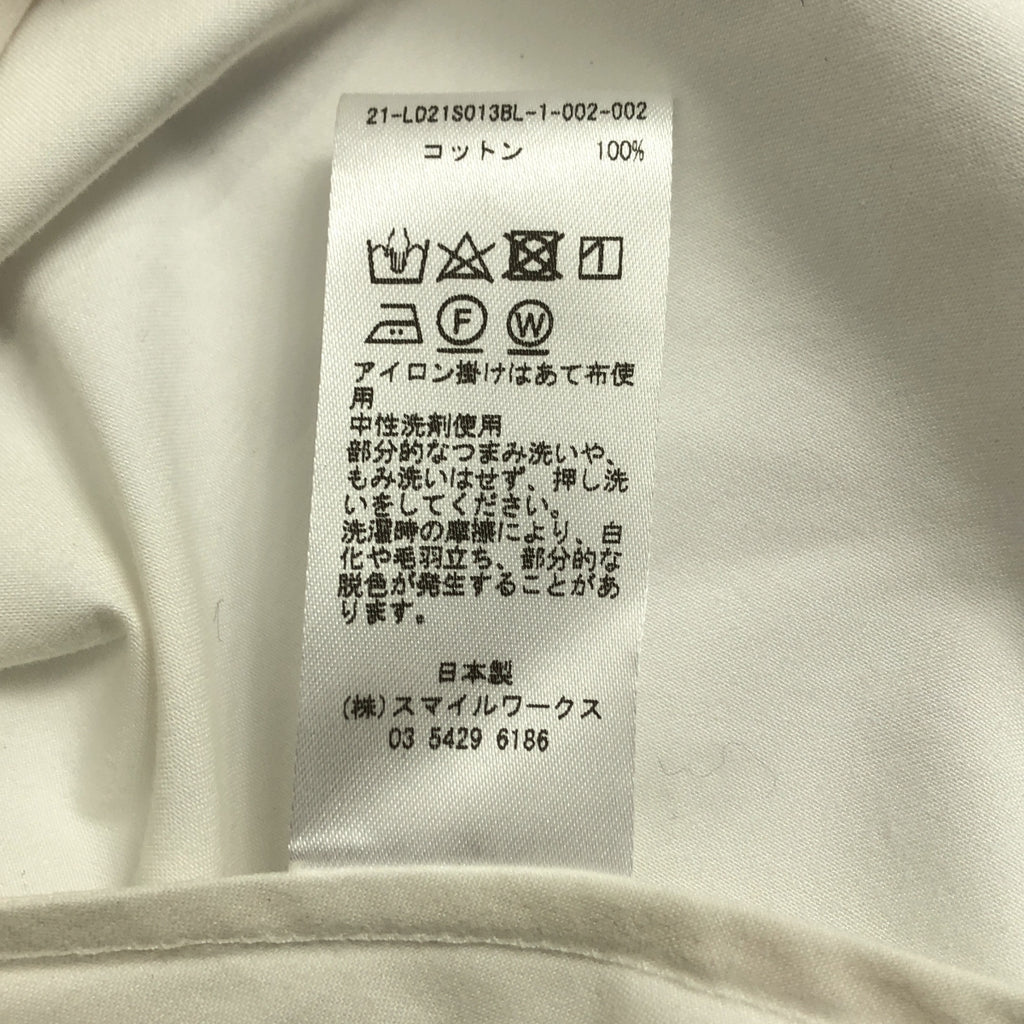 21-LD21S013BL-1-002-002
コットン 100%
F W
アイロン掛けはあて布使
用
中性洗剤使用
部分的なつまみ洗いや、
もみ洗いはせず、押し洗
いをしてください。
洗濯時の摩擦により、白
化や毛羽立ち、部分的な
脱色が発生することがあ
ります。
日本製
(株)スマイルワークス
03 5429 6186